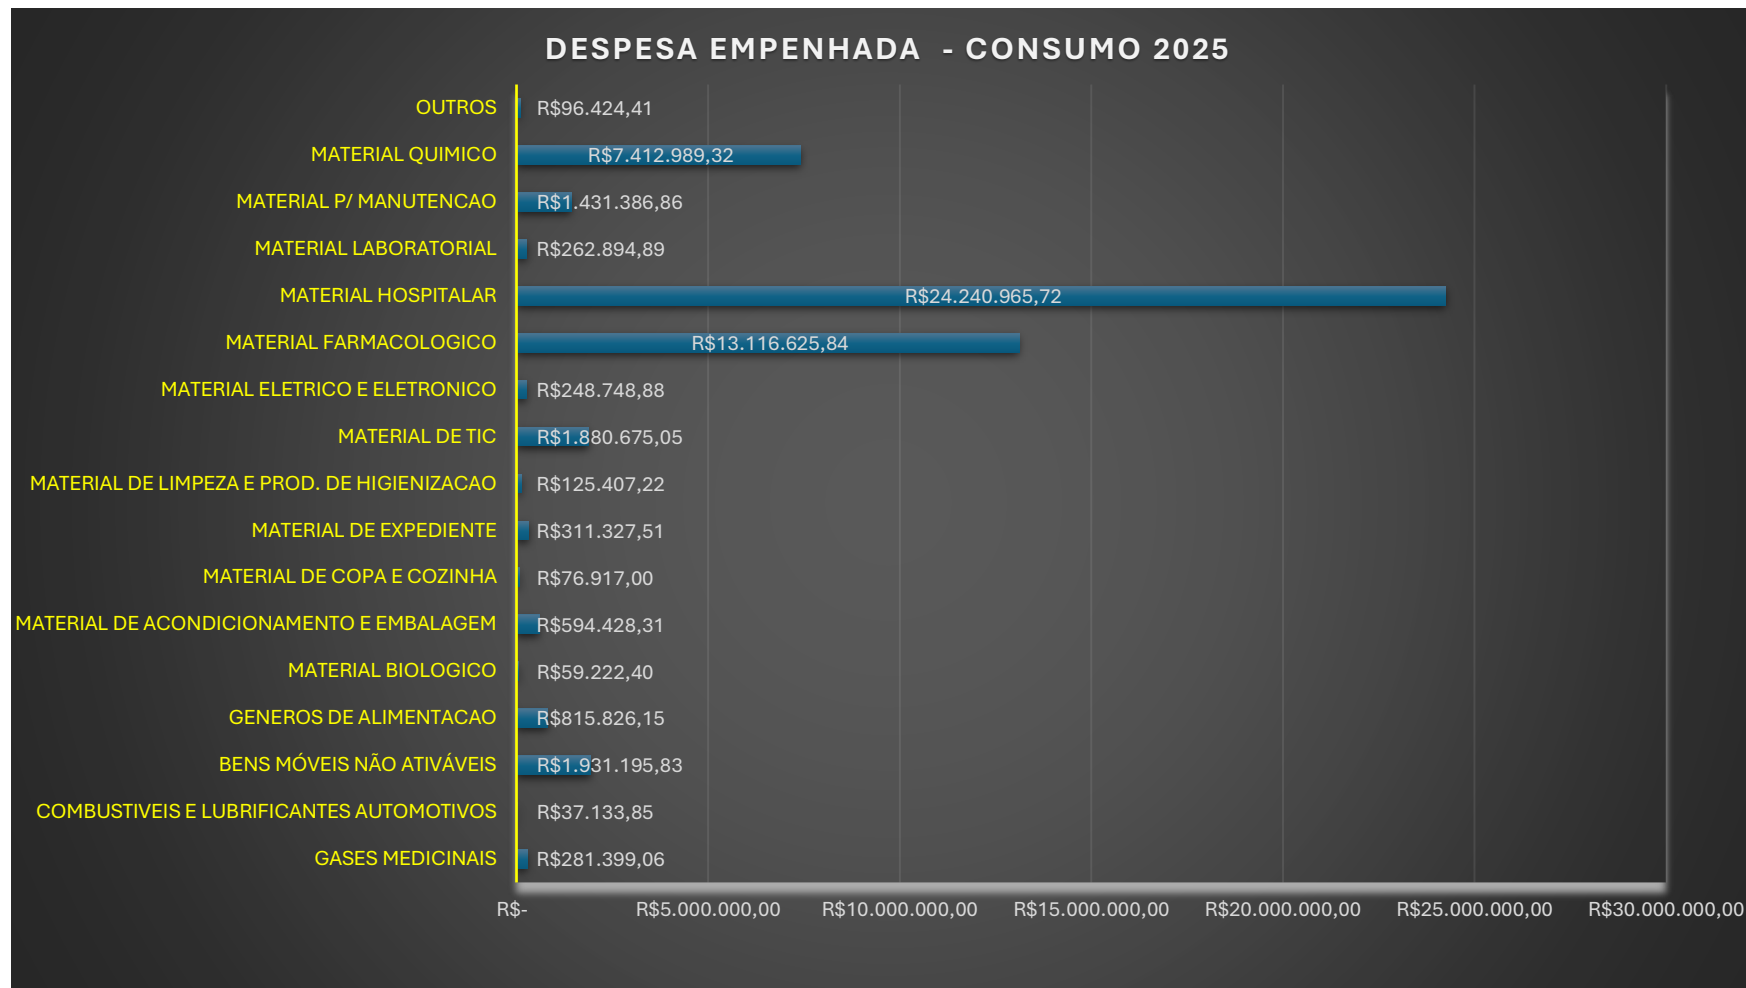 DESPESA EMPENHADA - CONSUMO 2025
OUTROS R$96.424,41
MATERIAL QUIMICO R$7.412.989,32
MATERIAL P/ MANUTENCAO R$1.431.386,86
MATERIAL LABORATORIAL R$262.894,89
MATERIAL HOSPITALAR R$24.240.965,72
MATERIAL FARMACOLOGICO R$13.116.625,84
MATERIAL ELETRICO E ELETRONICO R$248.748,88
MATERIAL DE TIC R$1.880.675,05
MATERIAL DE LIMPEZA E PROD. DE HIGIENIZACAO R$125.407,22
MATERIAL DE EXPEDIENTE R$311.327,51
MATERIAL DE COPA E COZINHA R$76.917,00
MATERIAL DE ACONDICIONAMENTO E EMBALAGEM R$594.428,31
MATERIAL BIOLOGICO R$59.222,40
GENEROS DE ALIMENTACAO R$815.826,15
BENS MÓVEIS NÃO ATIVÁVEIS R$1.931.195,83
COMBUSTIVEIS E LUBRIFICANTES AUTOMOTIVOS R$37.133,85
GASES MEDICINAIS R$281.399,06
R$- R$5.000.000,00 R$10.000.000,00 R$15.000.000,00 R$20.000.000,00 R$25.000.000,00 R$30.000.000,00